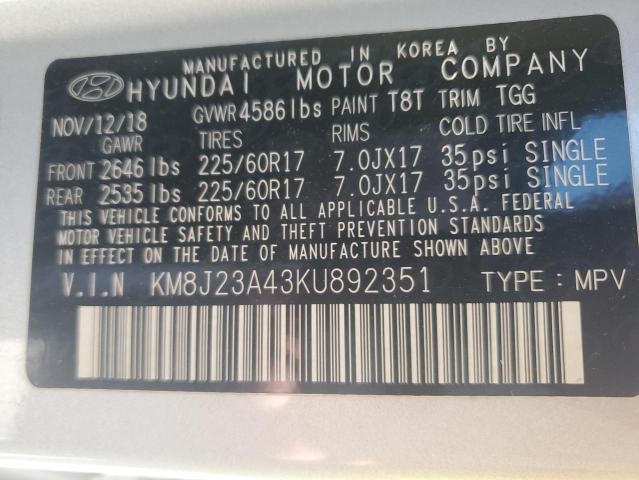 MANUFACTURED IN KOREA BY
HYUNDAI MOTOR COMPANY
NOV/12/18 GVWR 4586 lbs PAINT T8T TRIM TGG
GAWR TIRES RIMS COLD TIRE INFL
FRONT 2646 lbs 225/60R17 7.0JX17 35psi SINGLE
REAR 2535 lbs 225/60R17 7.0JX17 35psi SINGLE
THIS VEHICLE CONFORMS TO ALL APPLICABLE U.S.A. FEDERAL
MOTOR VEHICLE SAFETY AND THEFT PREVENTION STANDARDS
IN EFFECT ON THE DATE OF MANUFACTURE SHOWN ABOVE.
V.I.N KM8J23A43KU892351 TYPE : MPV